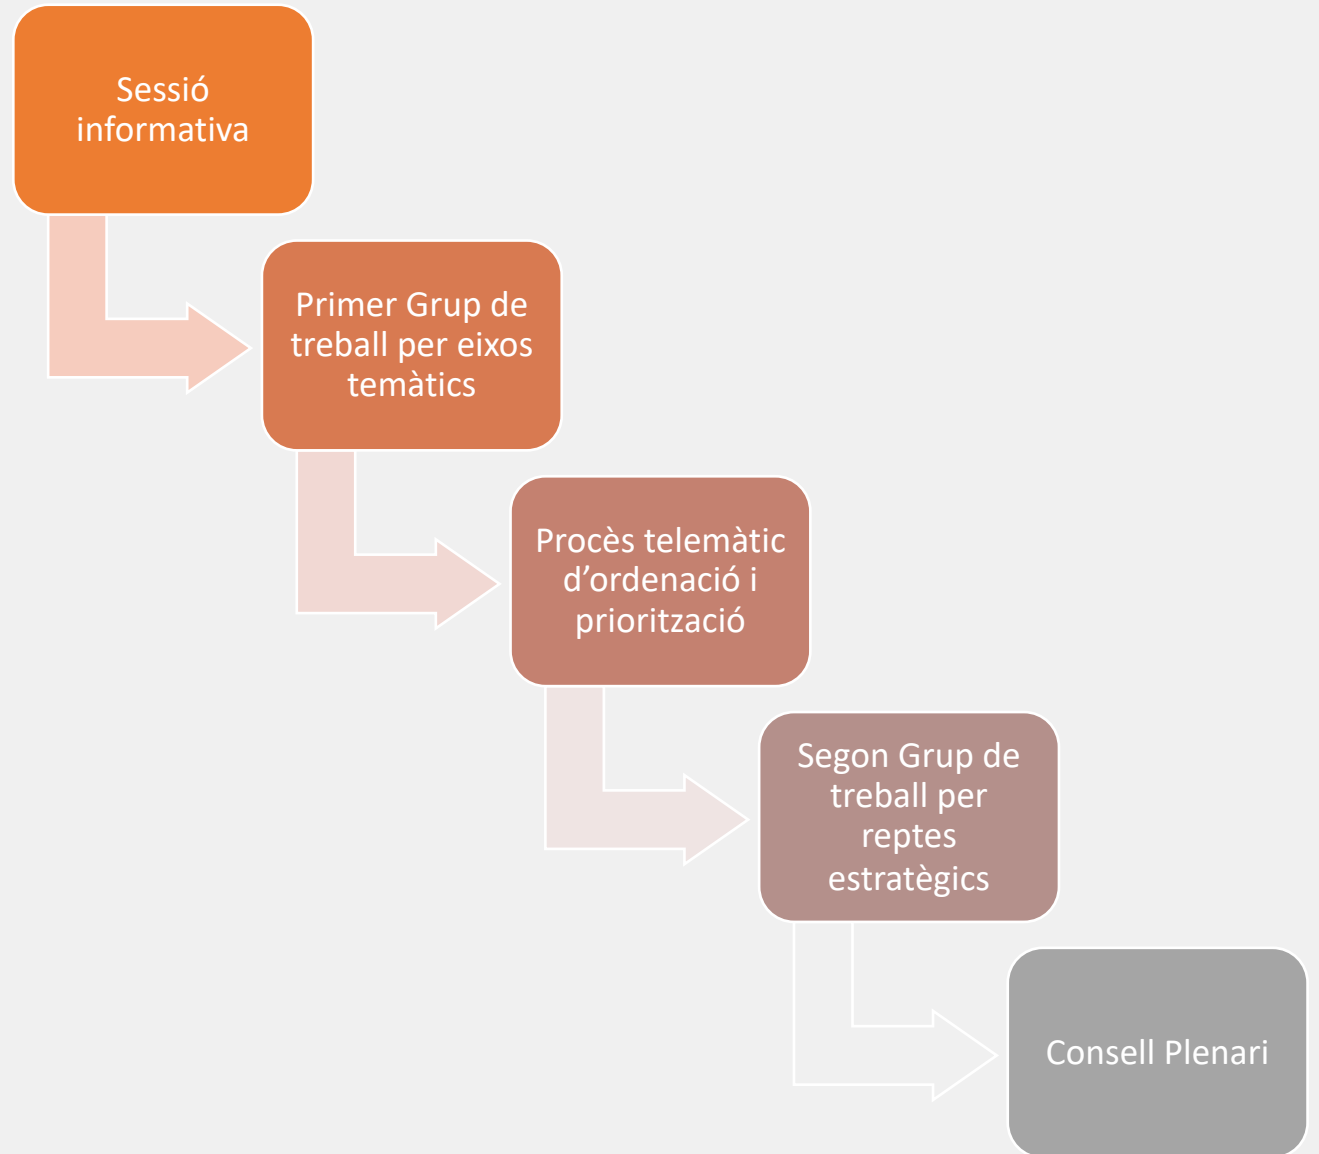 Sessió
informativa
Primer Grup de
treball per eixos
temàtics
Procès telemàtic
d’ordenació i
priorització
Segon Grup de
treball per
reptes
estratègics
Consell Plenari